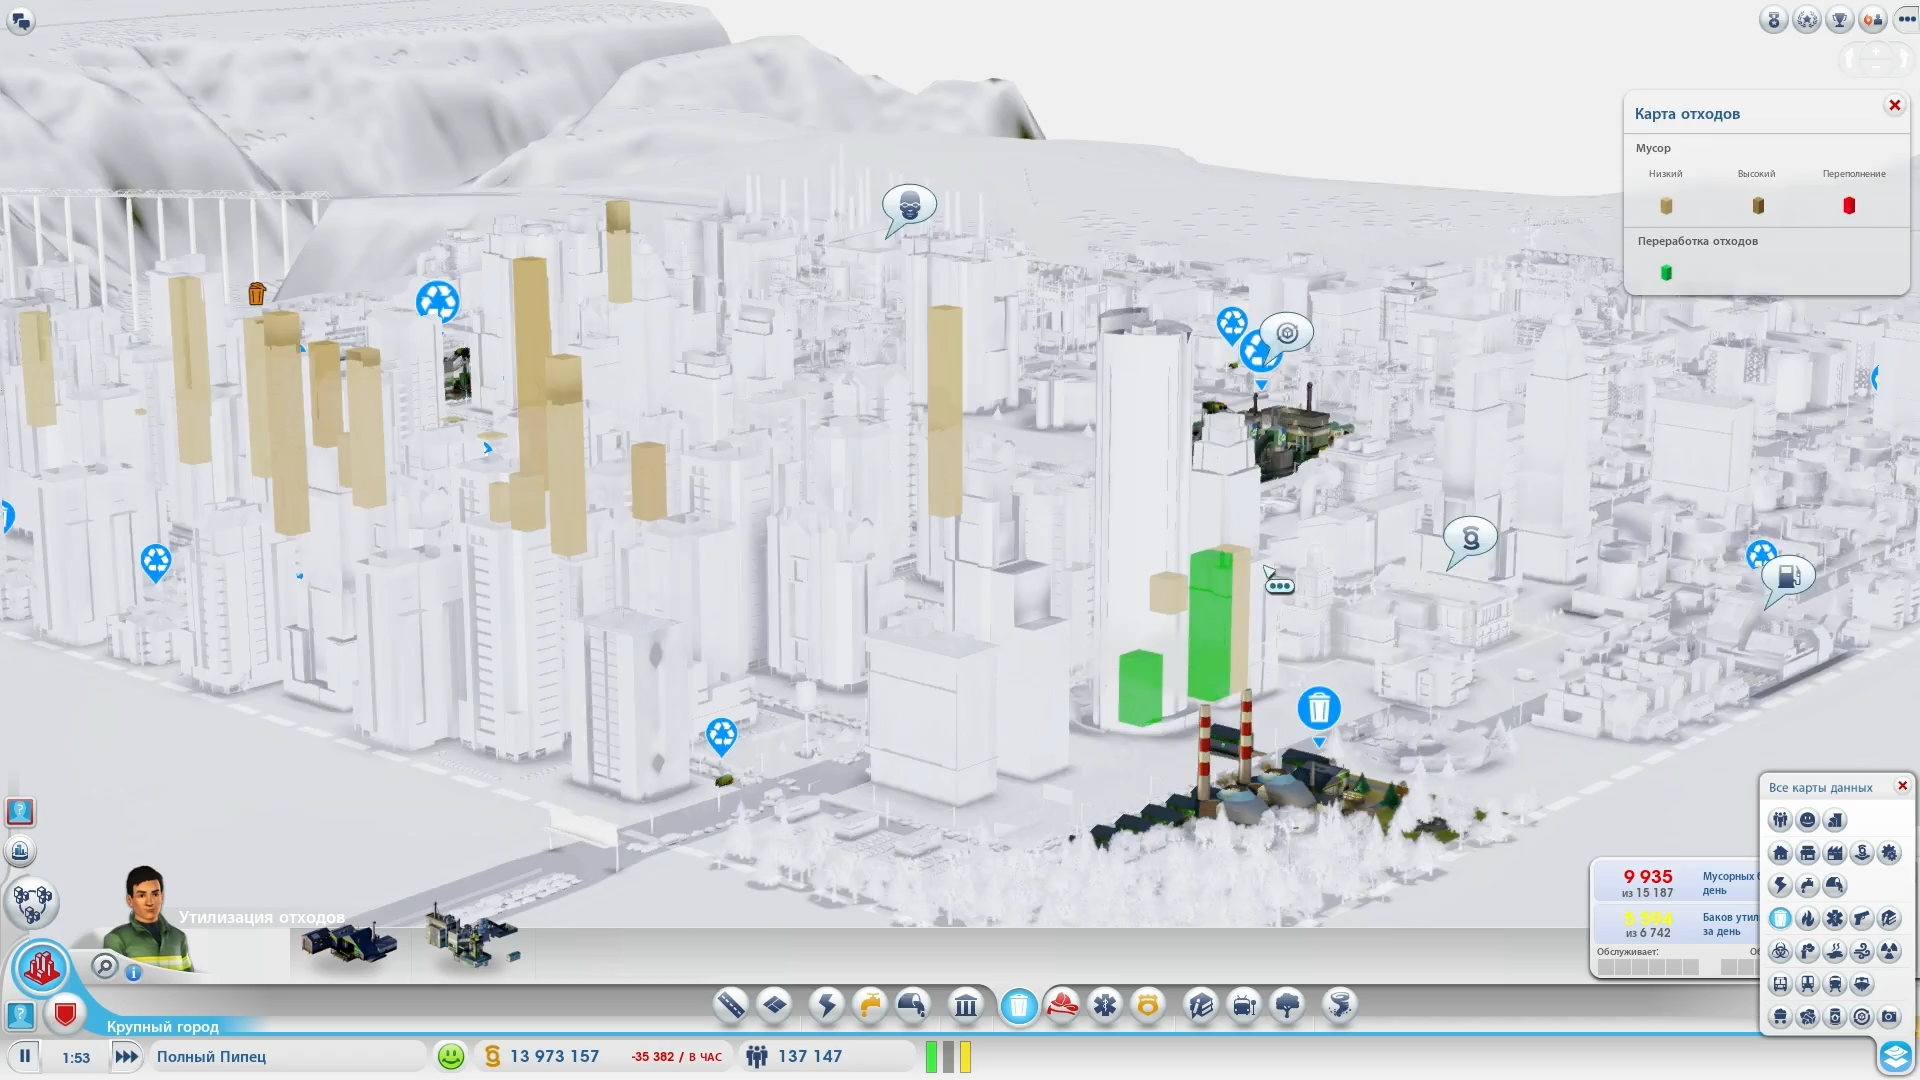 Карта отходов
Мусор
Низкий Высокий Переполнение
Переработка отходов
Все карты данных
9 935 Мусорных
из 15 187 день
5 594 Баков утил
из 6 742 за день
Обслуживает:
Утилизация отходов
Крупный город
1:53 Полный Пипец 13 973 157 -35 382 / В ЧАС 137 147